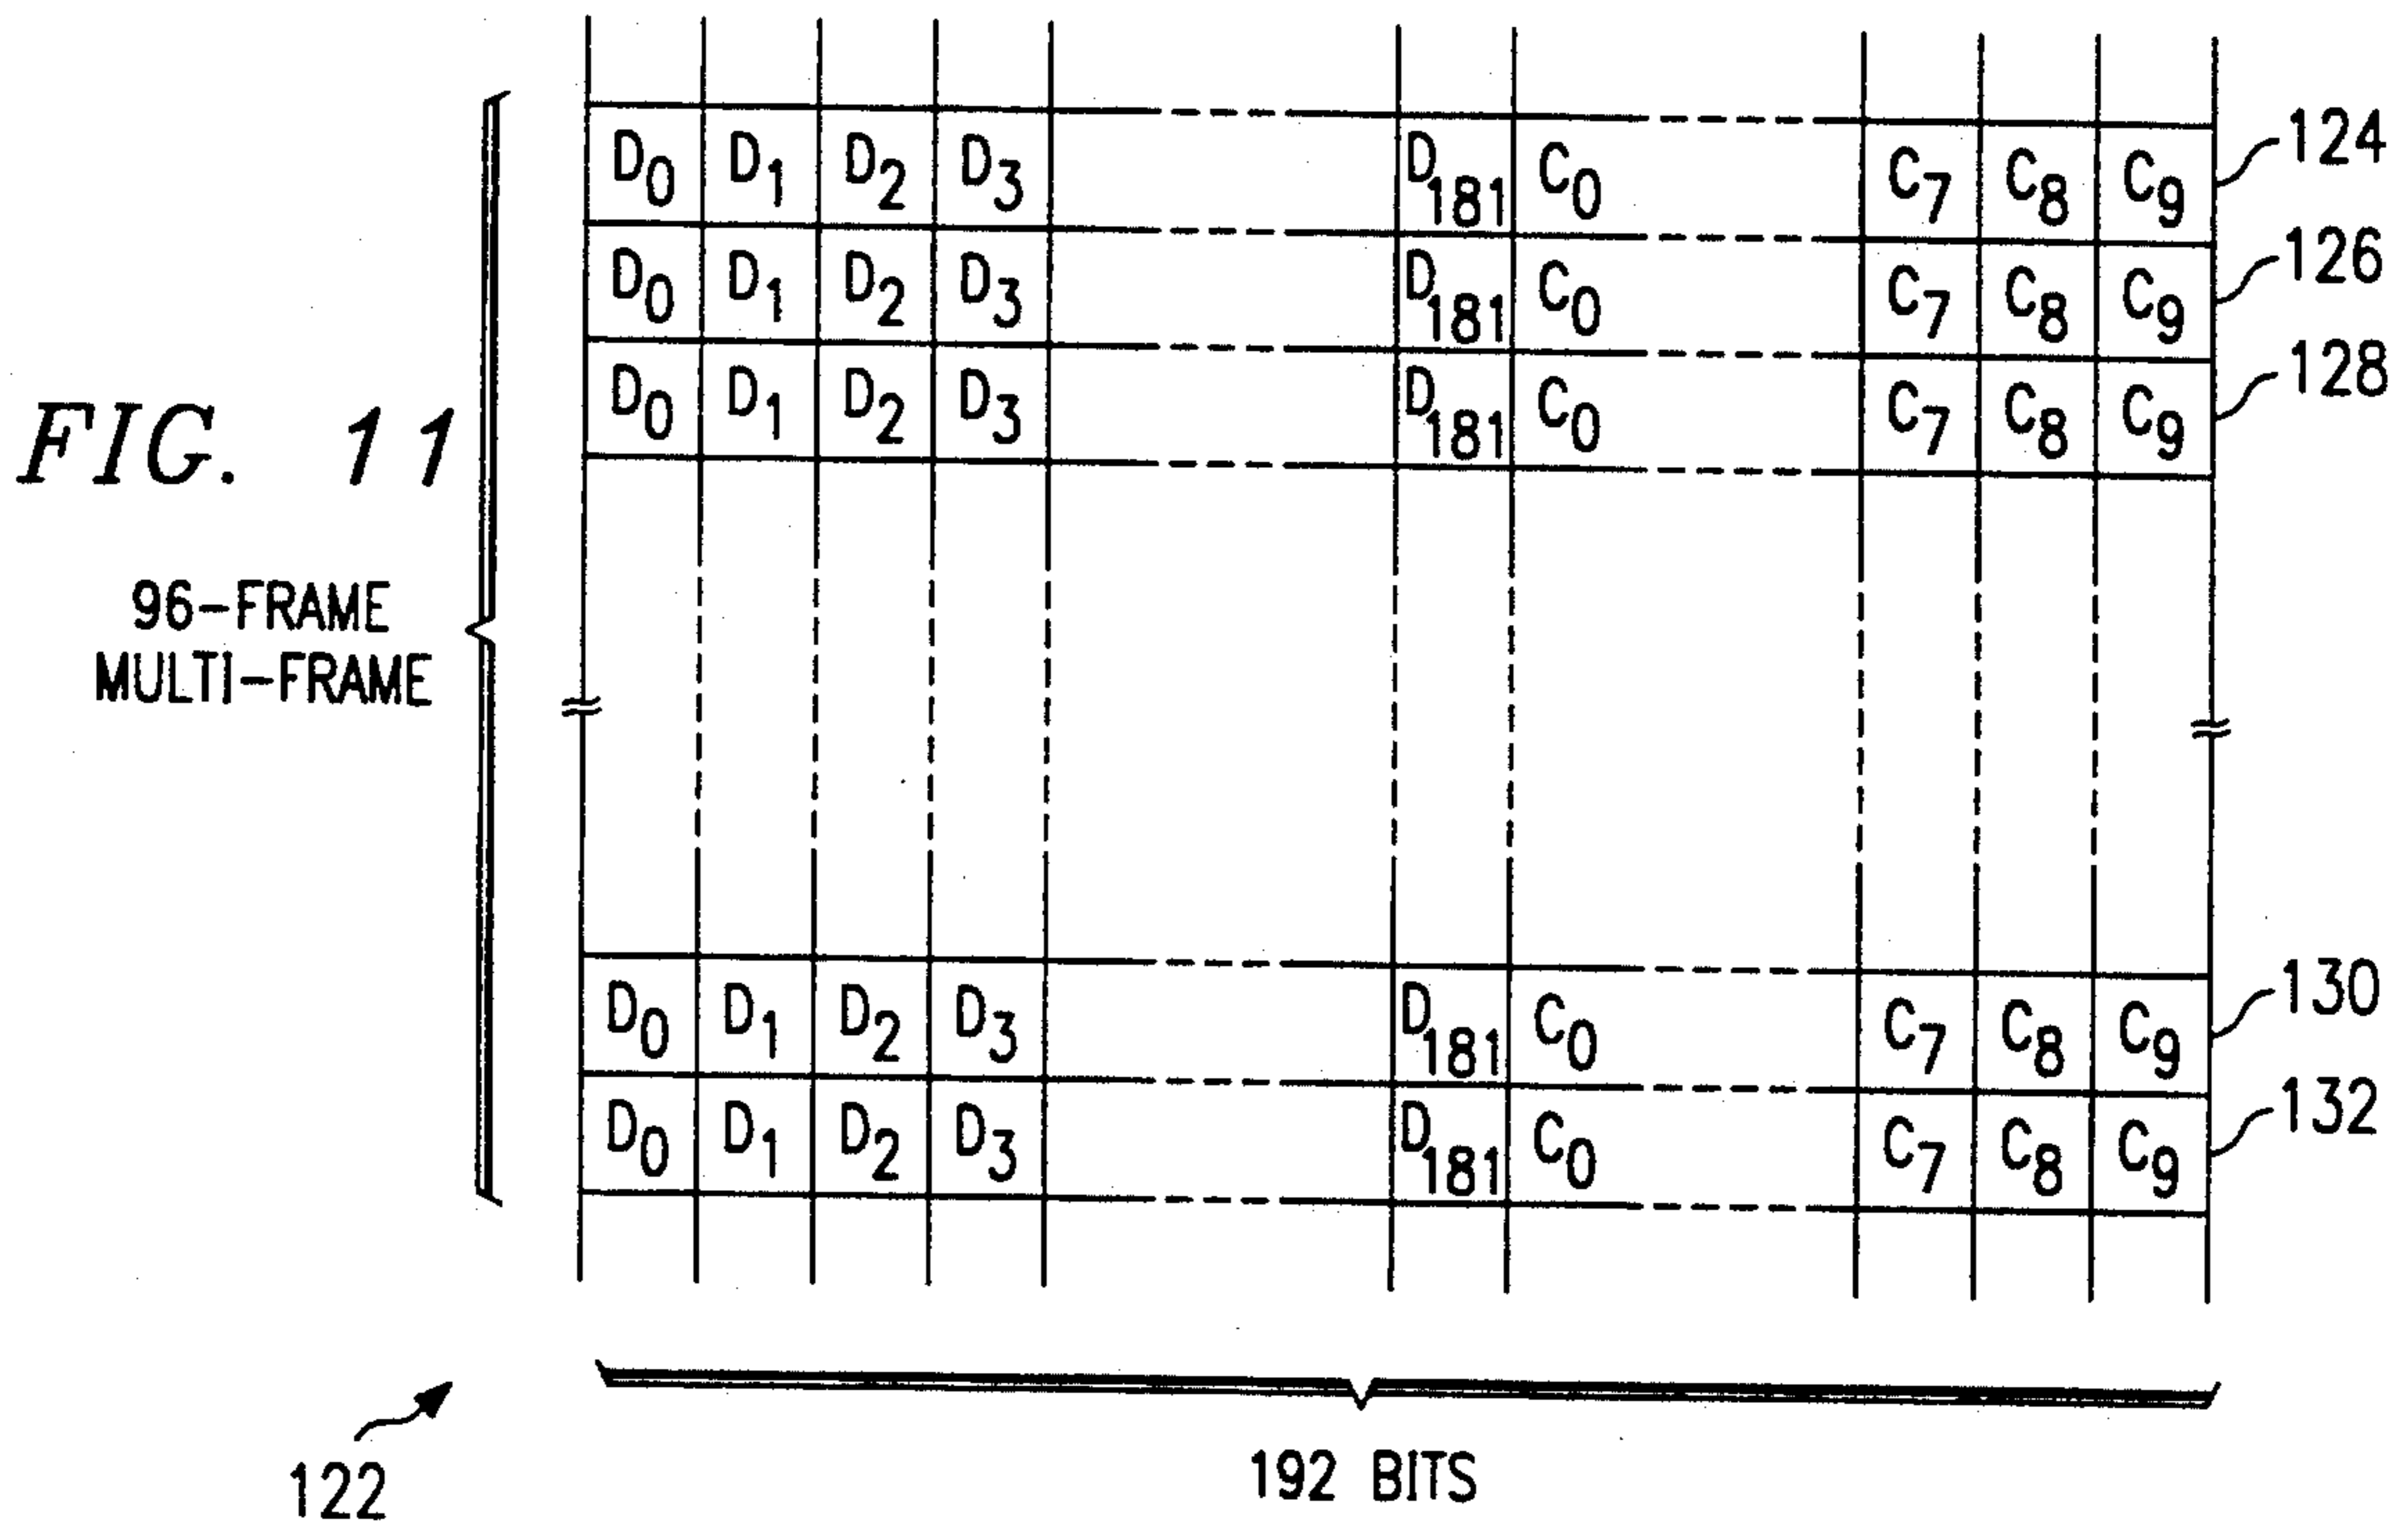 D0 D1 D2 D3 D181 C0 C7 C8 C9 124
D0 D1 D2 D3 D181 C0 C7 C8 C9 126
D0 D1 D2 D3 D181 C0 C7 C8 C9 128
FIG. 11
96-FRAME
MULTI-FRAME
D0 D1 D2 D3 D181 C0 C7 C8 C9 130
D0 D1 D2 D3 D181 C0 C7 C8 C9 132
192 BITS
122